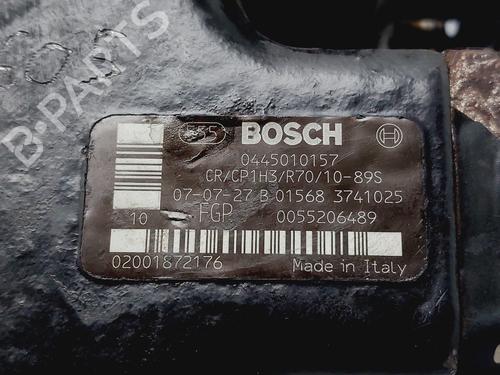 B-PARTS
BOSCH
0445010157
CR/CP1H3/R70/10-89S
07-07-27 B 01568 3741025
10 FGP 0055206489
02001872176 Made in Italy